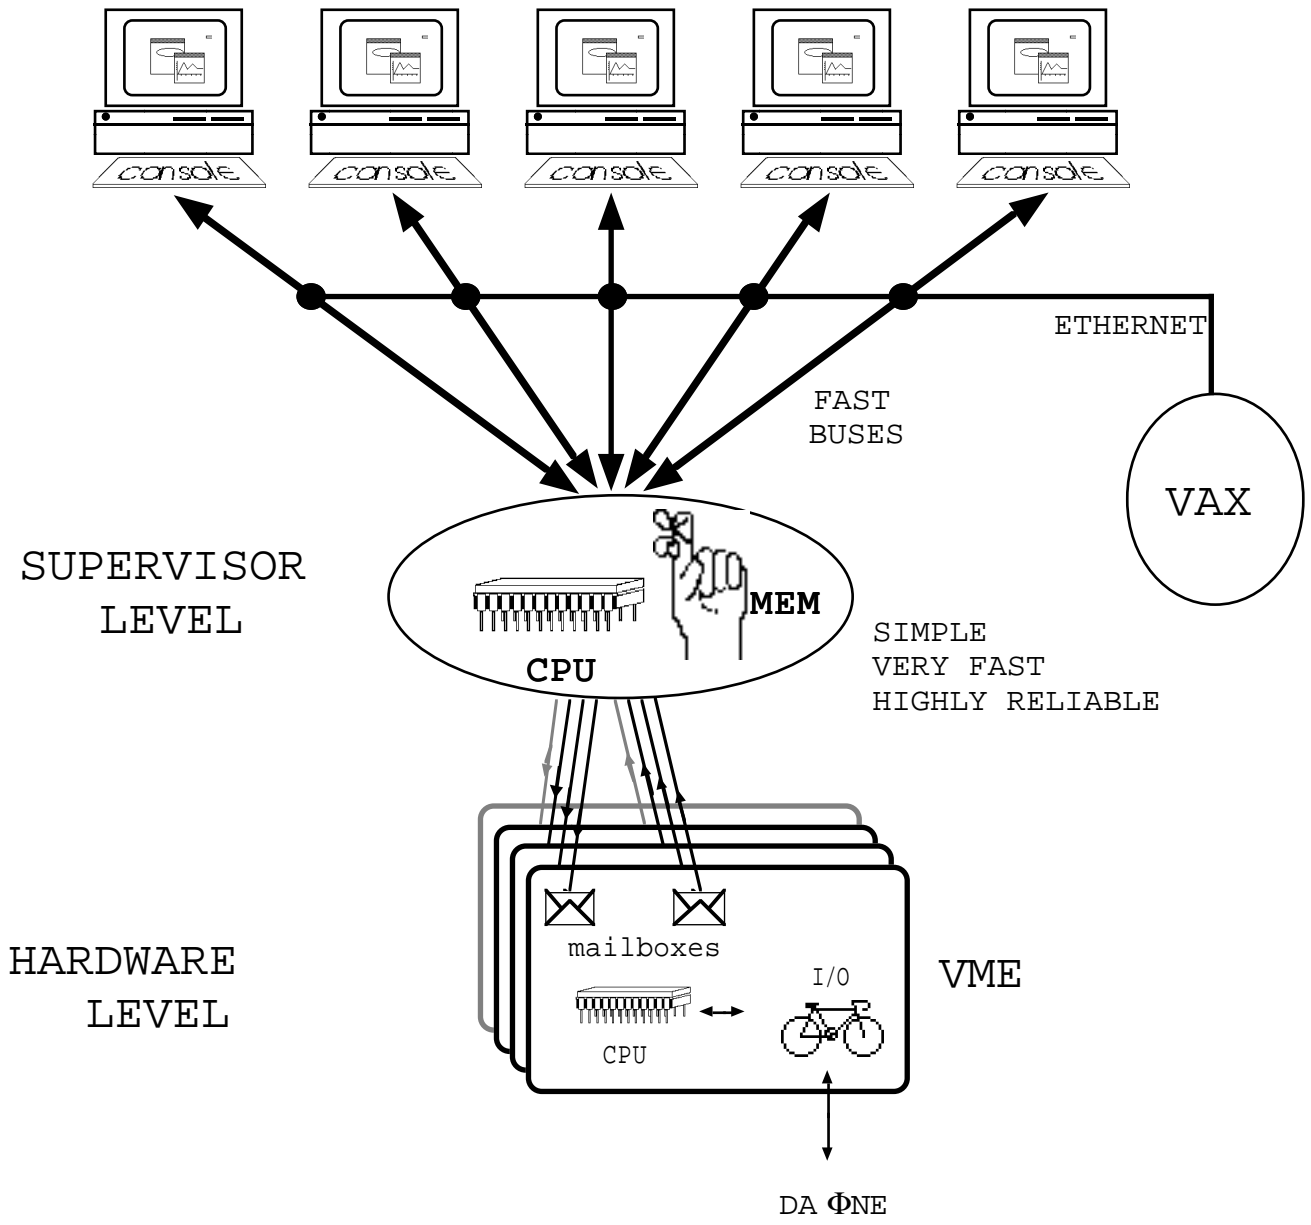 console
console
console
console
console
ETHERNET
FAST
BUSES
VAX
SUPERVISOR
LEVEL
MEM
CPU
SIMPLE
VERY FAST
HIGHLY RELIABLE
mailboxes
HARDWARE
LEVEL
VME
I/O
CPU
DA ΦNE